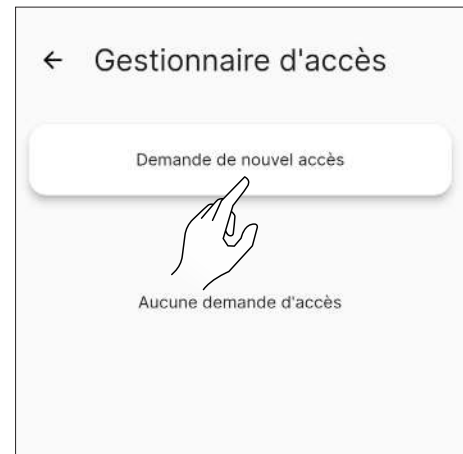 Gestionnaire d'accès
Demande de nouvel accès
Aucune demande d'accès